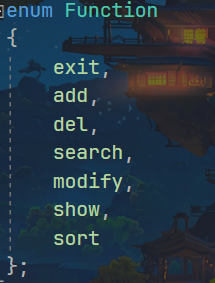 enum Function
{
exit,
add,
del,
search,
modify,
show,
sort
};